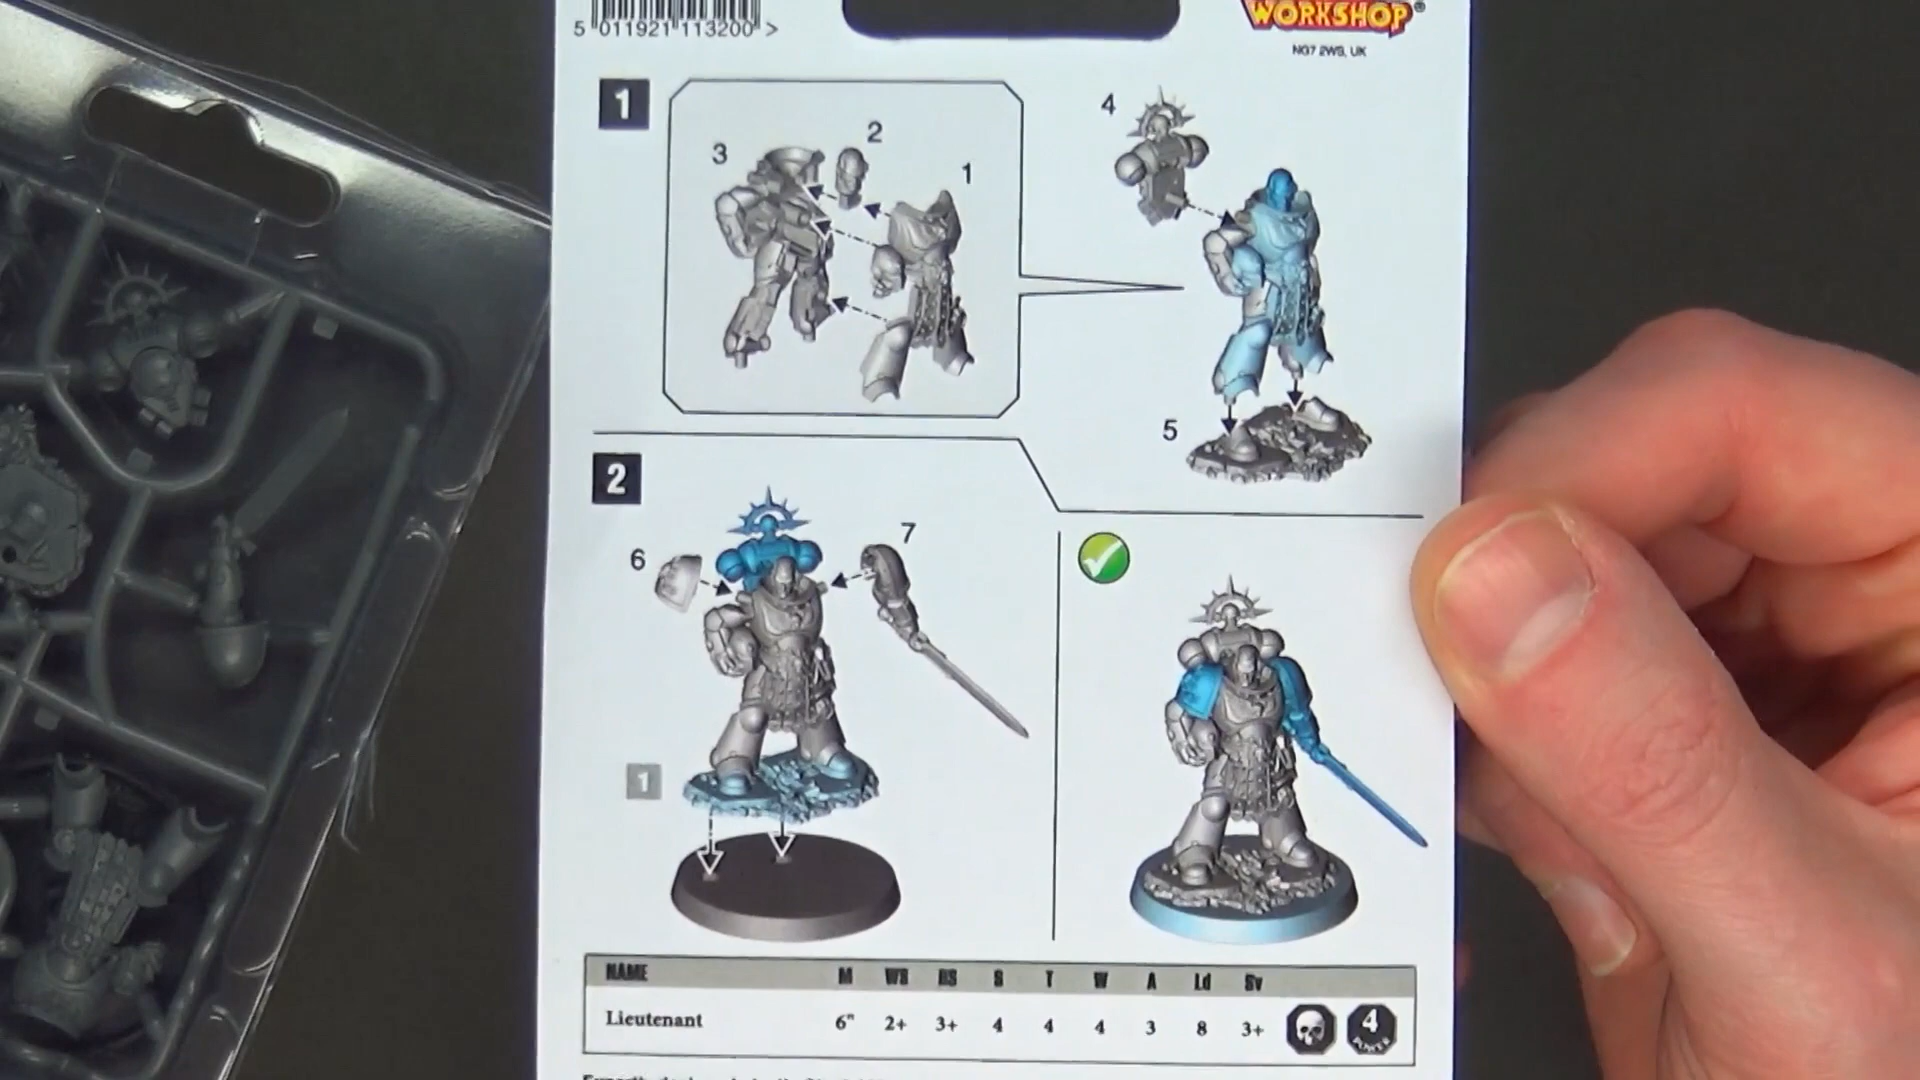 5 011921 113200 >
WORKSHOP®
NG7 2WS, UK
1
3
2
1
4
5
2
6
7
1
NAME M WS BS S T W A Ld Sv
Lieutenant 6" 2+ 3+ 4 4 4 3 8 3+ 4
POWER